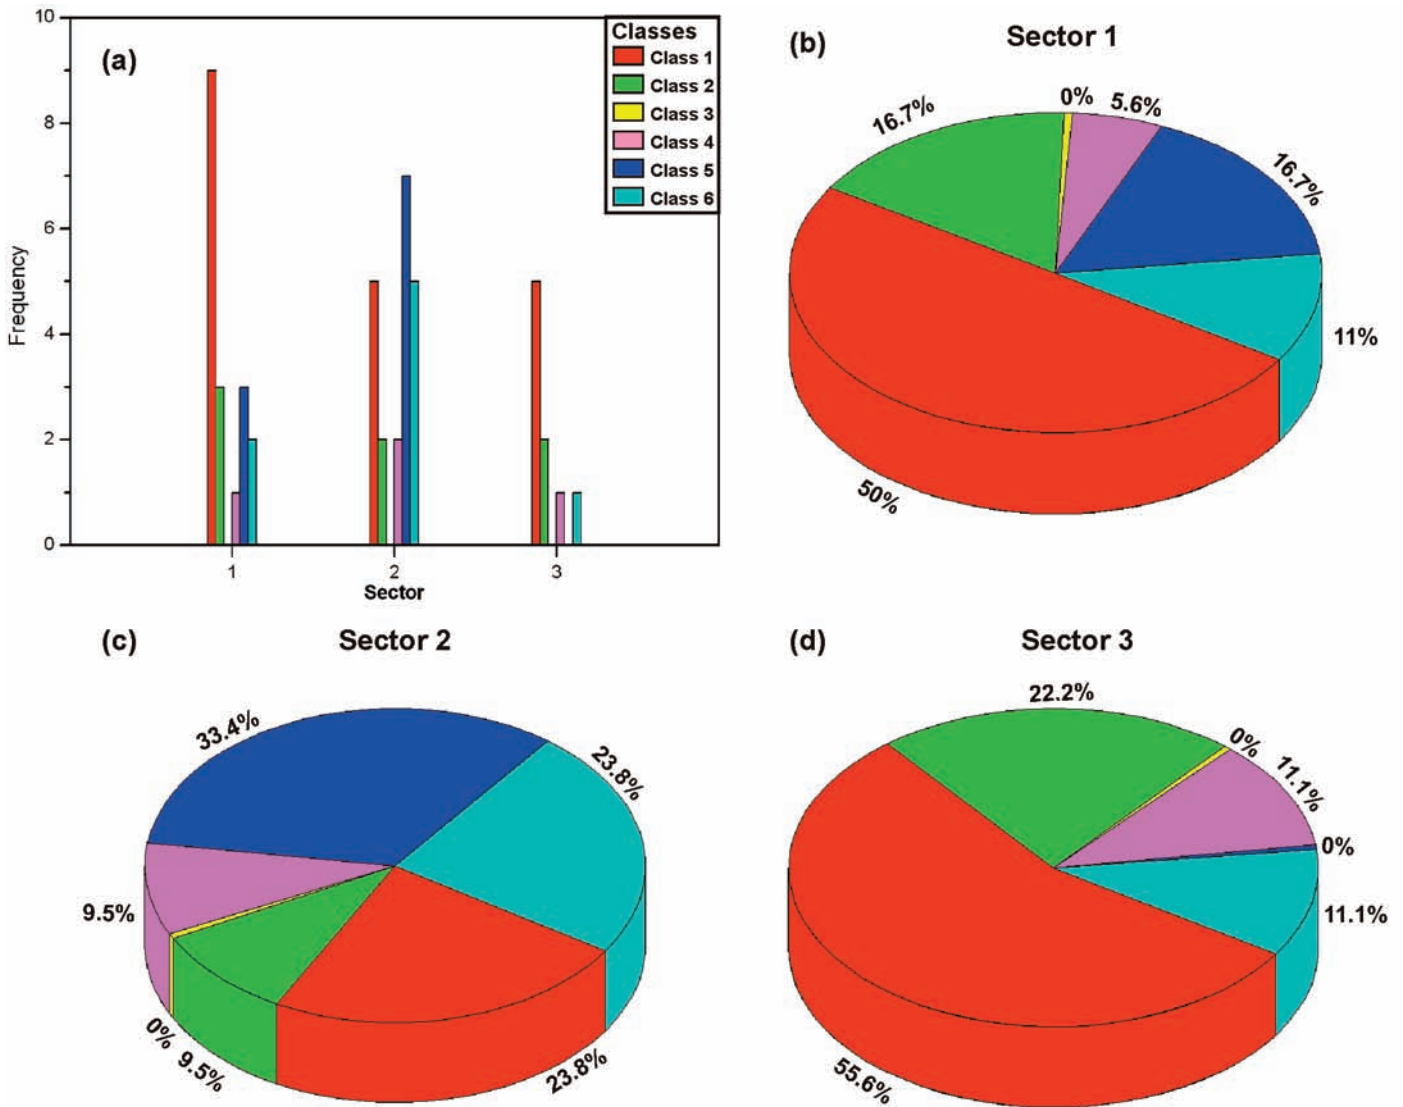 (a)
10
8
6
4
2
0
Frequency
1
2
3
Sector
Classes
Class 1
Class 2
Class 3
Class 4
Class 5
Class 6
(b)
Sector 1
16.7%
0%
5.6%
16.7%
11%
50%
(c)
Sector 2
33.4%
23.8%
9.5%
0%
9.5%
23.8%
(d)
Sector 3
22.2%
0%
11.1%
0%
11.1%
55.6%